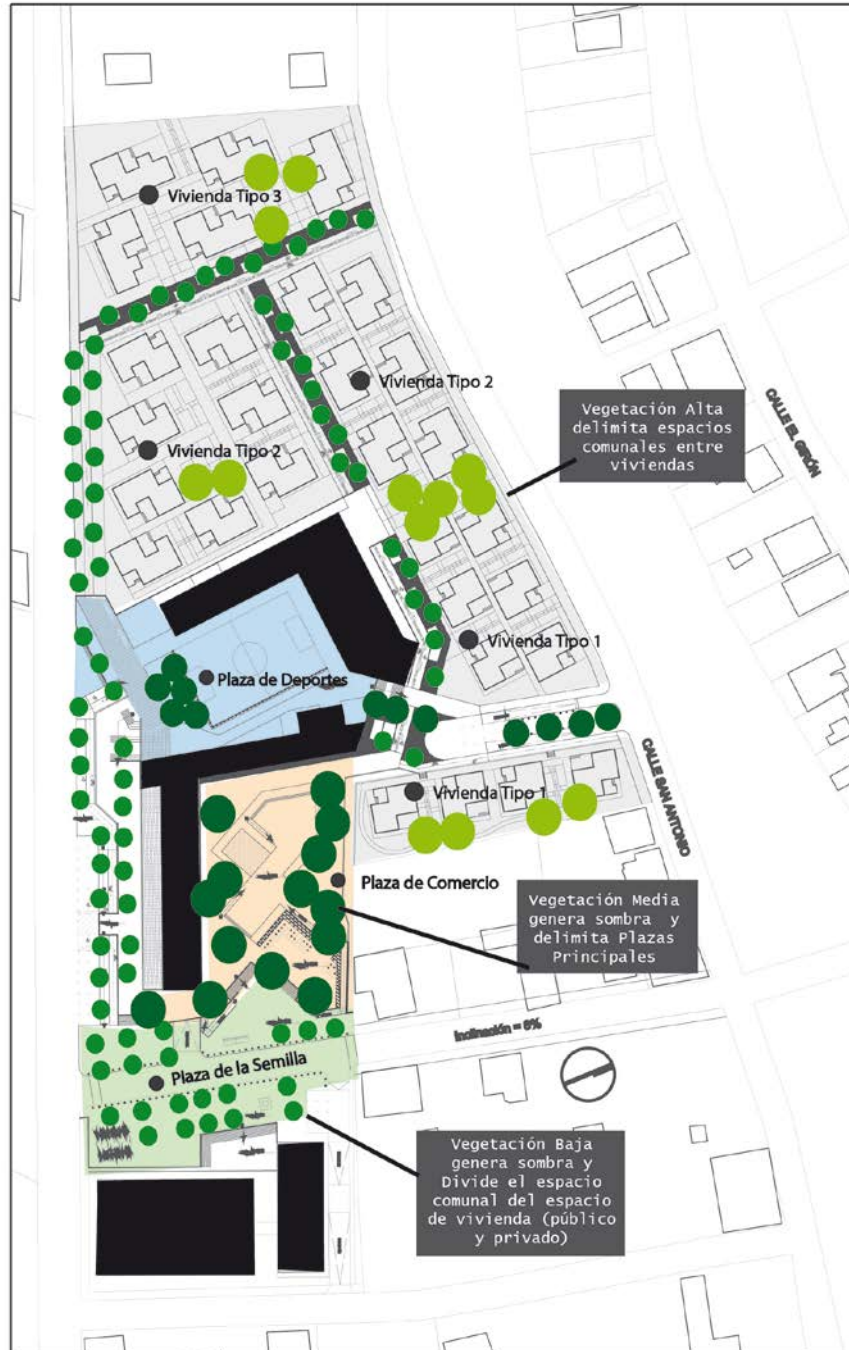 Vivienda Tipo 3
Vivienda Tipo 2
Vegetación Alta
delimita espacios
comunales entre
viviendas
CALLE EL GIRÓN
Vivienda Tipo 2
Vivienda Tipo 1
Plaza de Deportes
CALLE SAN ANTONIO
Vivienda Tipo 1
Plaza de Comercio
Vegetación Media
genera sombra y
delimita Plazas
Principales
Inclinación = 6%
Plaza de la Semilla
Vegetación Baja
genera sombra y
Divide el espacio
comunal del espacio
de vivienda (público
y privado)